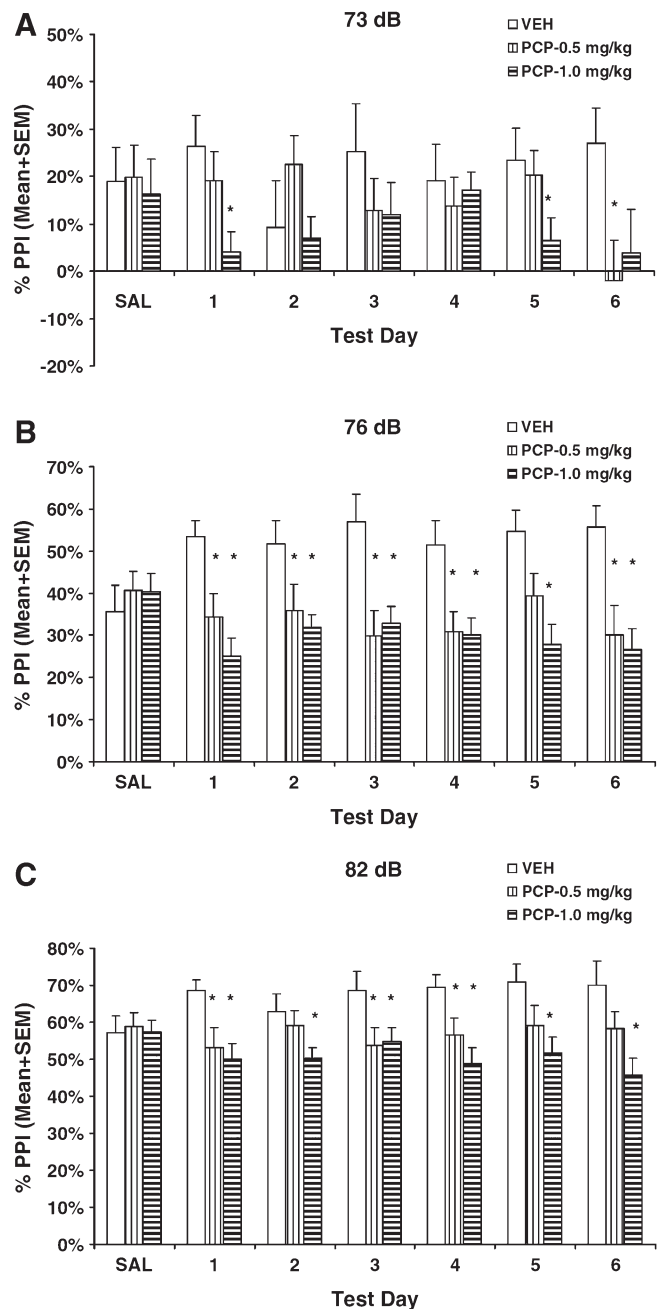 A
73 dB
VEH
PCP-0.5 mg/kg
PCP-1.0 mg/kg
% PPI (Mean+SEM)
50%
40%
30%
20%
10%
0%
-10%
-20%
*
*
*
SAL 1 2 3 4 5 6
Test Day
B
76 dB
VEH
PCP-0.5 mg/kg
PCP-1.0 mg/kg
% PPI (Mean+SEM)
70%
60%
50%
40%
30%
20%
10%
0%
* * * * * * * * * * *
SAL 1 2 3 4 5 6
Test Day
C
82 dB
VEH
PCP-0.5 mg/kg
PCP-1.0 mg/kg
% PPI (Mean+SEM)
80%
70%
60%
50%
40%
30%
20%
10%
0%
* * * * * * * * *
SAL 1 2 3 4 5 6
Test Day